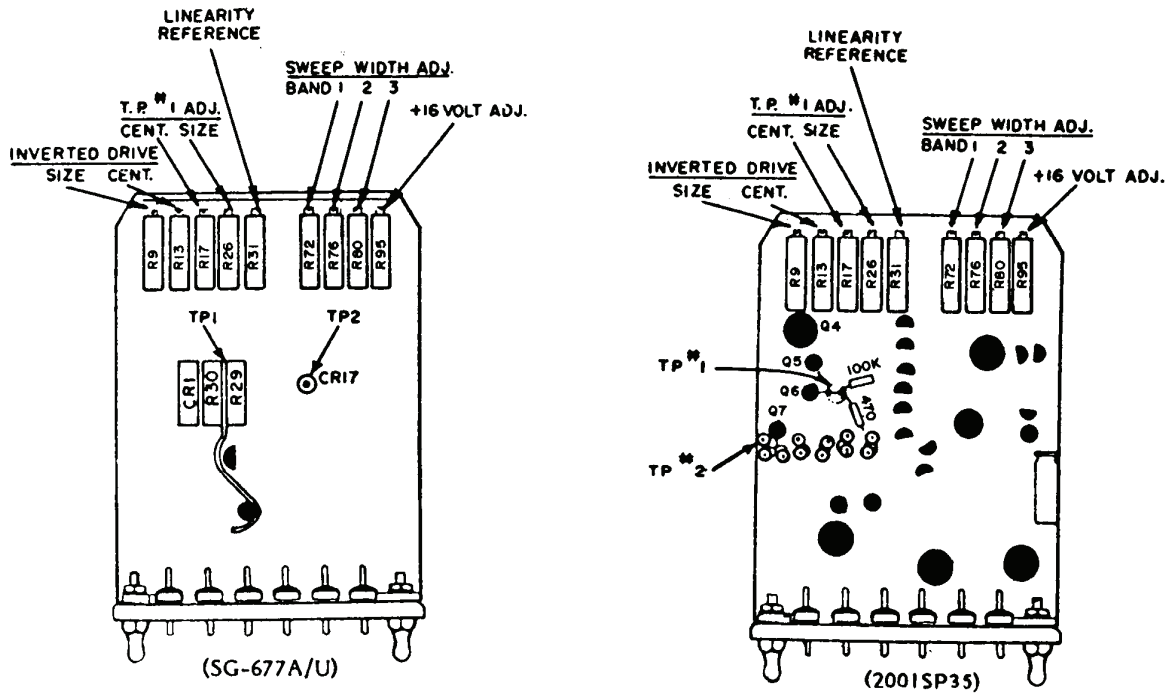 LINEARITY
REFERENCE
SWEEP WIDTH ADJ.
BAND 1 2 3
T.P. #1 ADJ.
CENT. SIZE
+16 VOLT ADJ.
INVERTED DRIVE
SIZE CENT.
R9 R13 R17 R26 R31 R72 R76 R80 R95
TP1
TP2
CR1 R30 R29
CR17
(SG-677A/U)
LINEARITY
REFERENCE
T.P. #1 ADJ.
CENT. SIZE
SWEEP WIDTH ADJ.
BAND 1 2 3
INVERTED DRIVE
SIZE CENT.
+16 VOLT ADJ.
R9 R13 R17 R26 R31 R72 R76 R80 R95
Q4
Q5
TP #1
100K
Q6
470
Q7
TP #2
(2001SP35)